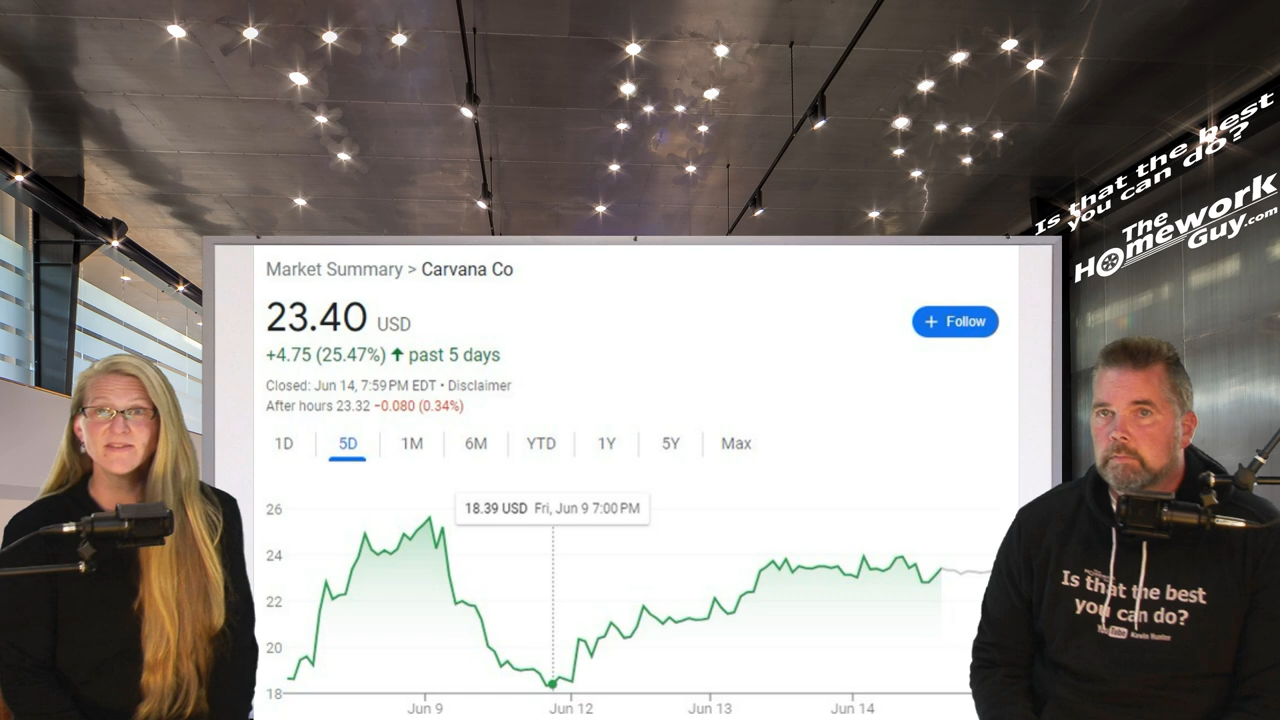 Is that the best
you can do?
The
Homework
Guy.com
Market Summary > Carvana Co
23.40 USD
+ Follow
+4.75 (25.47%) ↑ past 5 days
Closed: Jun 14, 7:59 PM EDT • Disclaimer
After hours 23.32 −0.080 (0.34%)
1D 5D 1M 6M YTD 1Y 5Y Max
18.39 USD Fri, Jun 9 7:00 PM
26
24
22
20
18
Jun 9 Jun 12 Jun 13 Jun 14
Is that the best
you can do?
YouTube Kevin Hunter